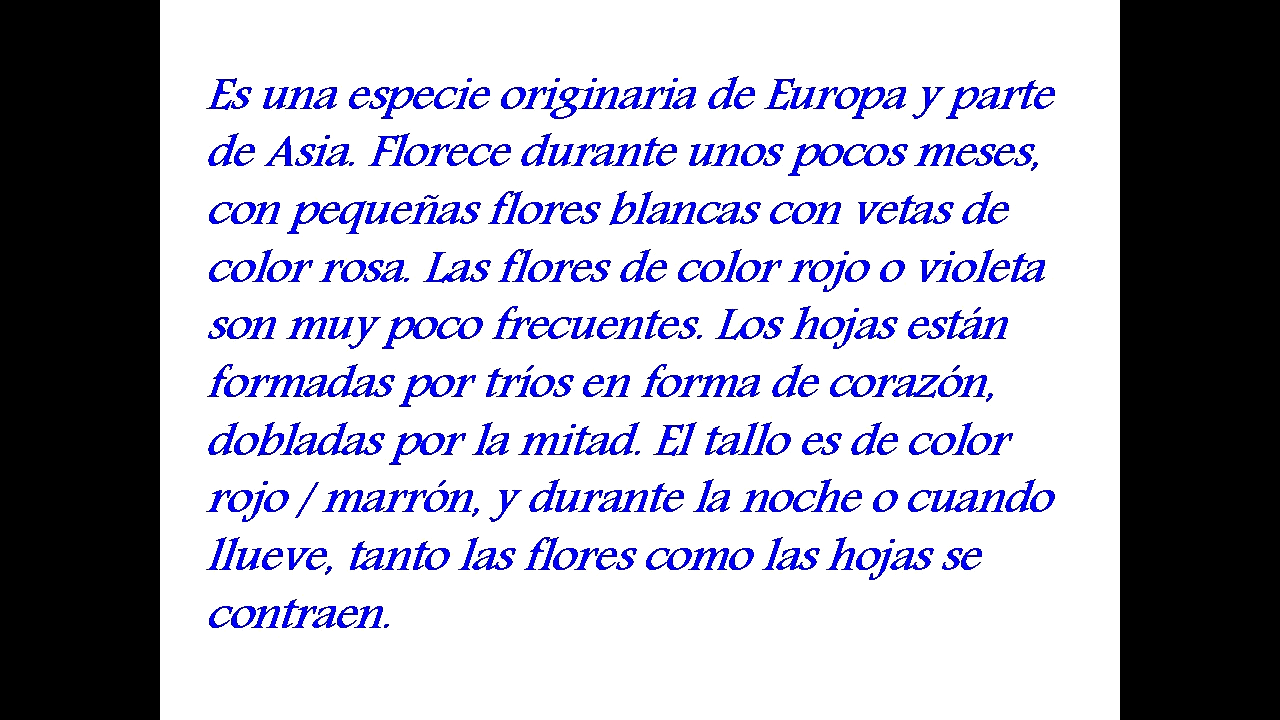 Es una especie originaria de Europa y parte
de Asia. Florece durante unos pocos meses,
con pequeñas flores blancas con vetas de
color rosa. Las flores de color rojo o violeta
son muy poco frecuentes. Los hojas están
formadas por tríos en forma de corazón,
dobladas por la mitad. El tallo es de color
rojo / marrón, y durante la noche o cuando
llueve, tanto las flores como las hojas se
contraen.